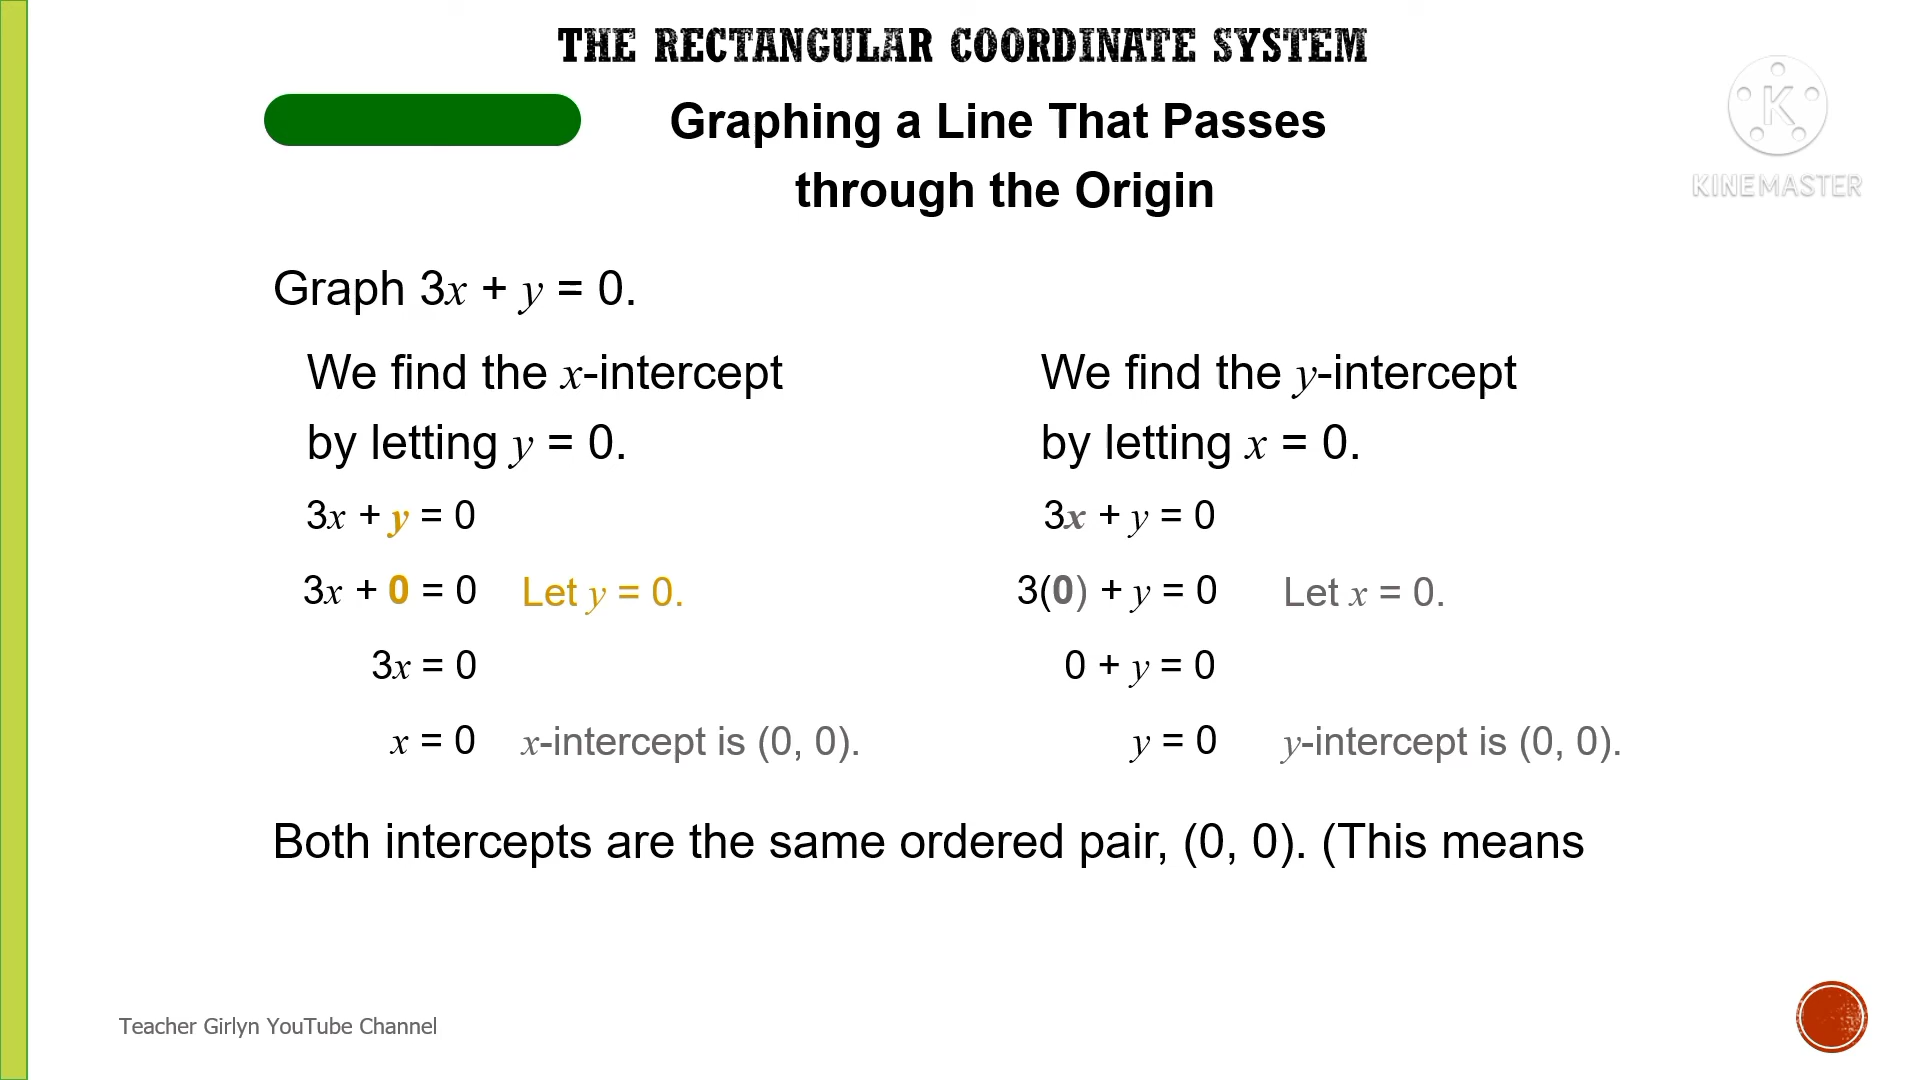 THE RECTANGULAR COORDINATE SYSTEM
Graphing a Line That Passes
through the Origin
K
KINEMASTER
Graph 3x + y = 0.
We find the x-intercept
by letting y = 0.
3x + y = 0
3x + 0 = 0 Let y = 0.
3x = 0
x = 0 x-intercept is (0, 0).
We find the y-intercept
by letting x = 0.
3x + y = 0
3(0) + y = 0 Let x = 0.
0 + y = 0
y = 0 y-intercept is (0, 0).
Both intercepts are the same ordered pair, (0, 0). (This means
Teacher Girlyn YouTube Channel